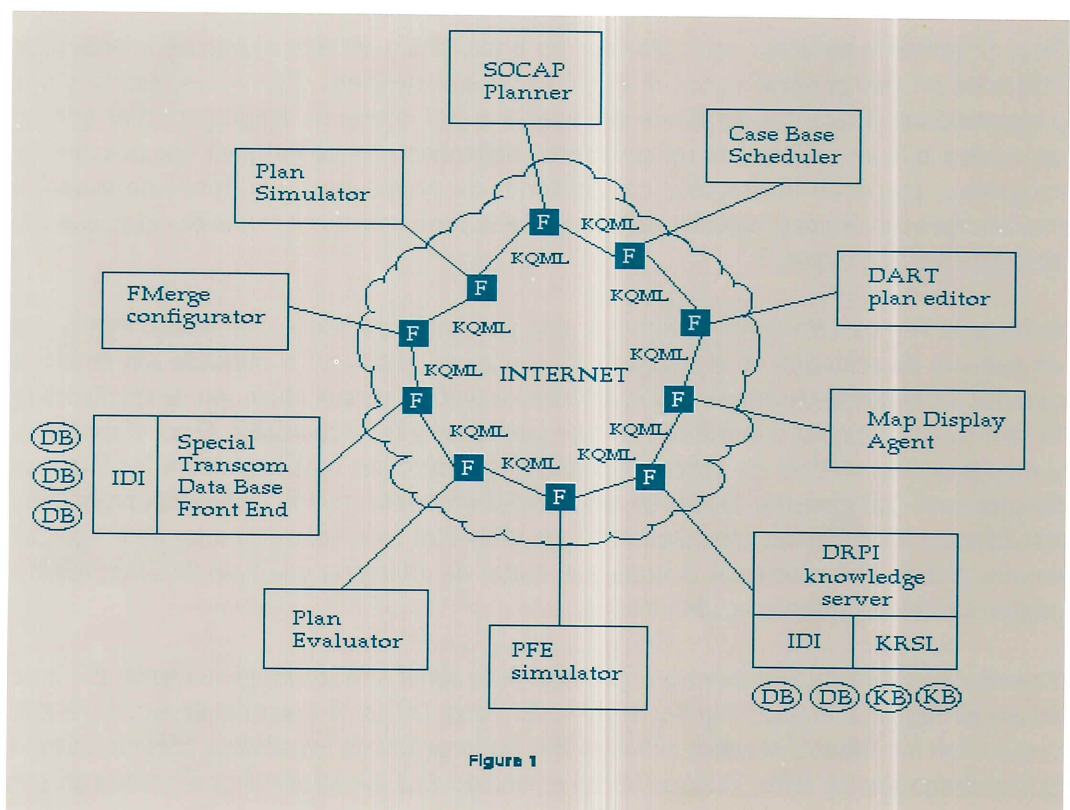 SOCAP
Planner
Case Base
Scheduler
Plan
Simulator
F
KQML
F
KQML
F
KQML
DART
plan editor
FMerge
configurator
F
KQML
F
KQML
KQML
INTERNET
F
F
Map Display
Agent
DB
DB
DB
IDI
Special
Transcom
Data Base
Front End
KQML
KQML
KQML
KQML
F
F
F
DRPI
knowledge
server
IDI
KRSL
DB
DB
KB
KB
Plan
Evaluator
PFE
simulator
Figure 1